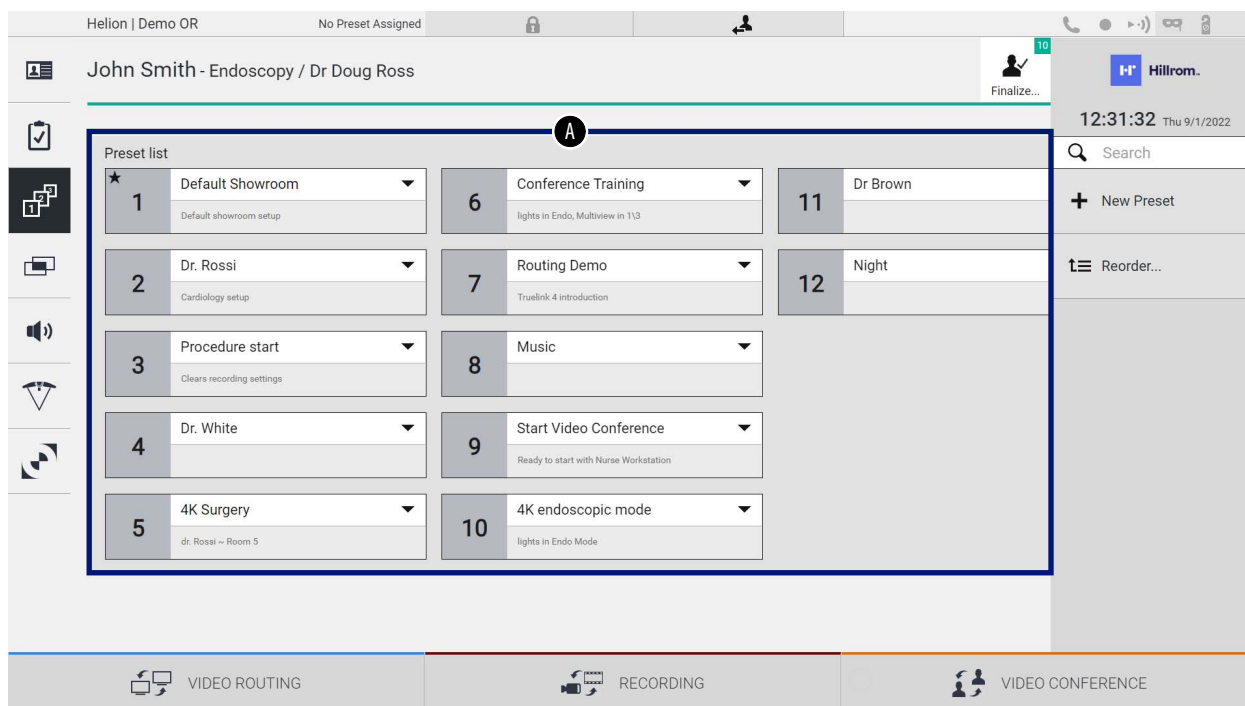 Helion | Demo OR No Preset Assigned
10
John Smith - Endoscopy / Dr Doug Ross
Finalize...
Hillrom™
12:31:32 Thu 9/1/2022
A
Search
Preset list
1 Default Showroom
Default showroom setup
2 Dr. Rossi
Cardiology setup
3 Procedure start
Clears recording settings
4 Dr. White
5 4K Surgery
dr. Rossi ~ Room 5
6 Conference Training
lights in Endo, Multiview in 1\3
7 Routing Demo
Truelink 4 introduction
8 Music
9 Start Video Conference
Ready to start with Nurse Workstation
10 4K endoscopic mode
lights in Endo Mode
11 Dr Brown
12 Night
New Preset
Reorder...
VIDEO ROUTING
RECORDING
VIDEO CONFERENCE